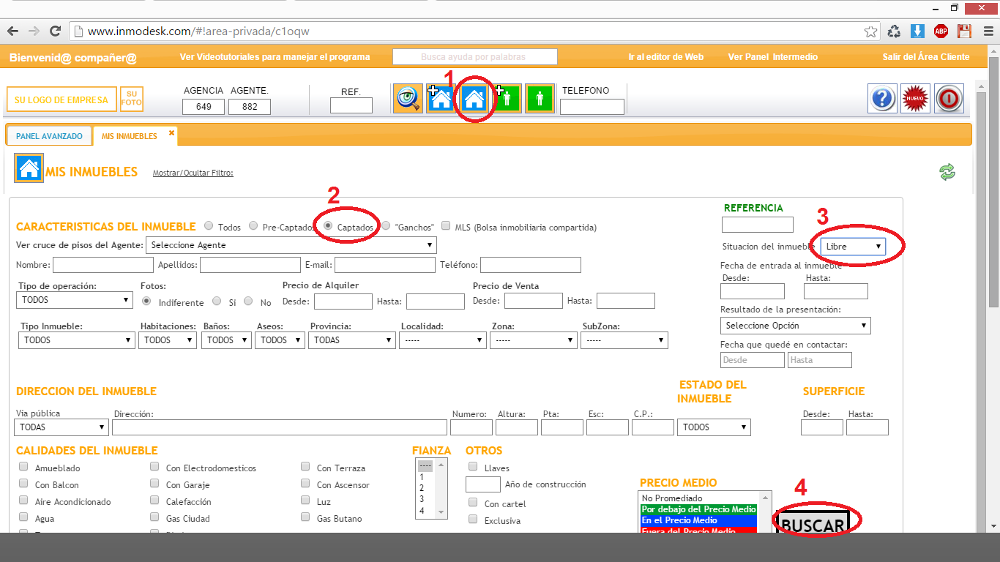 www.inmodesk.com/#!area-privada/c1oqw
ABP
Bienvenid@ compañer@
Ver Videotutoriales para manejar el programa
Busca ayuda por palabras
Ir al editor de Web
Ver Panel Intermedio
Salir del Área Cliente
1
SU LOGO DE EMPRESA
SU
FOTO
AGENCIA
AGENTE.
649
882
REF.
TELEFONO
NUEVO
PANEL AVANZADO
MIS INMUEBLES
MIS INMUEBLES
Mostrar/Ocultar Filtro:
2
3
CARACTERISTICAS DEL INMUEBLE
Todos
Pre-Captados
Captados
"Ganchos"
MLS (Bolsa inmobiliaria compartida)
REFERENCIA
Ver cruce de pisos del Agente:
Seleccione Agente
Situacion del inmueble
Libre
Nombre:
Apellidos:
E-mail:
Teléfono:
Fecha de entrada al inmueble
Desde:
Hasta:
Tipo de operación:
TODOS
Fotos:
Indiferente
Si
No
Precio de Alquiler
Desde:
Hasta:
Precio de Venta
Desde:
Hasta:
Resultado de la presentación:
Seleccione Opción
Tipo Inmueble:
Habitaciones:
Baños:
Aseos:
Provincia:
Localidad:
Zona:
SubZona:
TODOS
TODOS
TODOS
TODOS
TODAS
-----
-----
-----
Fecha que quedé en contactar:
Desde
Hasta
DIRECCION DEL INMUEBLE
ESTADO DEL
INMUEBLE
SUPERFICIE
Via pública
Dirección:
Numero:
Altura:
Pta:
Esc:
C.P.:
Desde:
Hasta:
TODAS
TODOS
CALIDADES DEL INMUEBLE
FIANZA
OTROS
Amueblado
Con Electrodomesticos
Con Terraza
Con Balcon
Con Garaje
Con Ascensor
Aire Acondicionado
Calefacción
Luz
Agua
Gas Ciudad
Gas Butano
----
1
2
3
4
Llaves
Año de construcción
Con cartel
Exclusiva
PRECIO MEDIO
No Promediado
Por debajo del Precio Medio
En el Precio Medio
Fuera del Precio Medio
4
BUSCAR